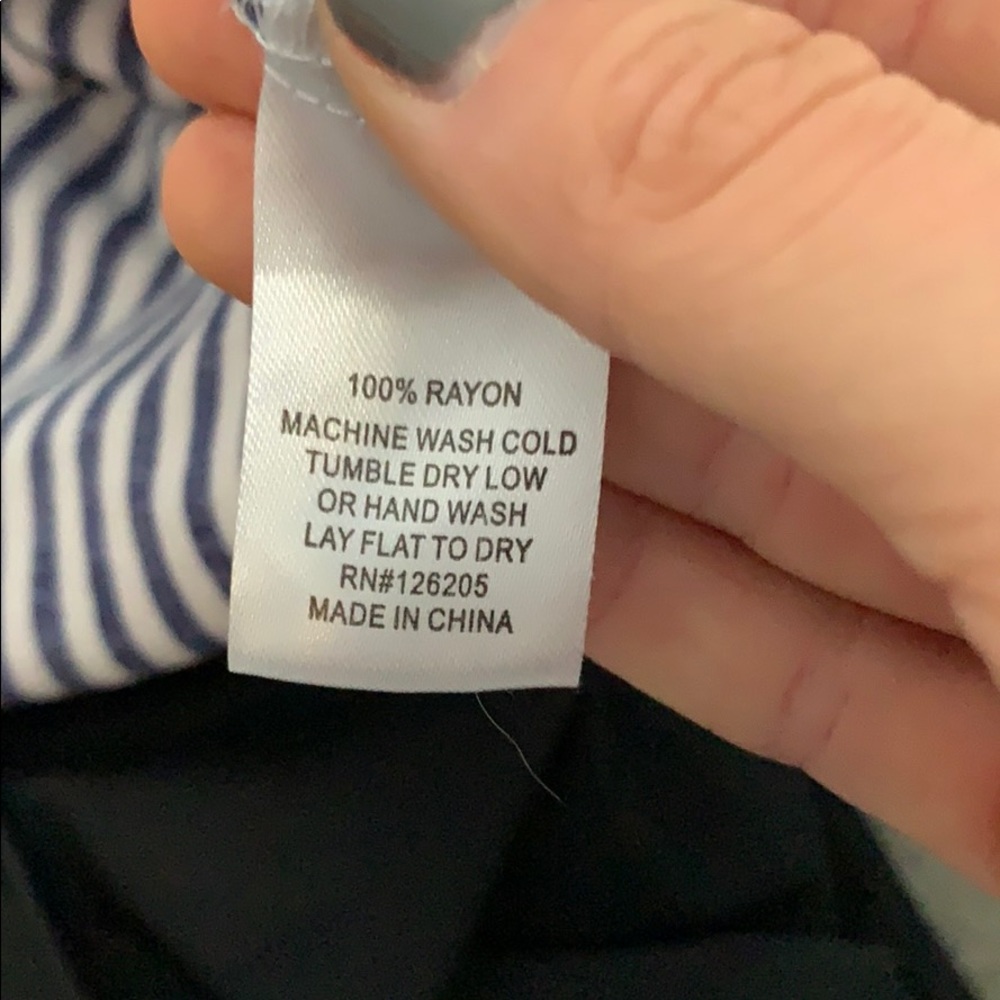 100% RAYON
MACHINE WASH COLD
TUMBLE DRY LOW
OR HAND WASH
LAY FLAT TO DRY
RN#126205
MADE IN CHINA